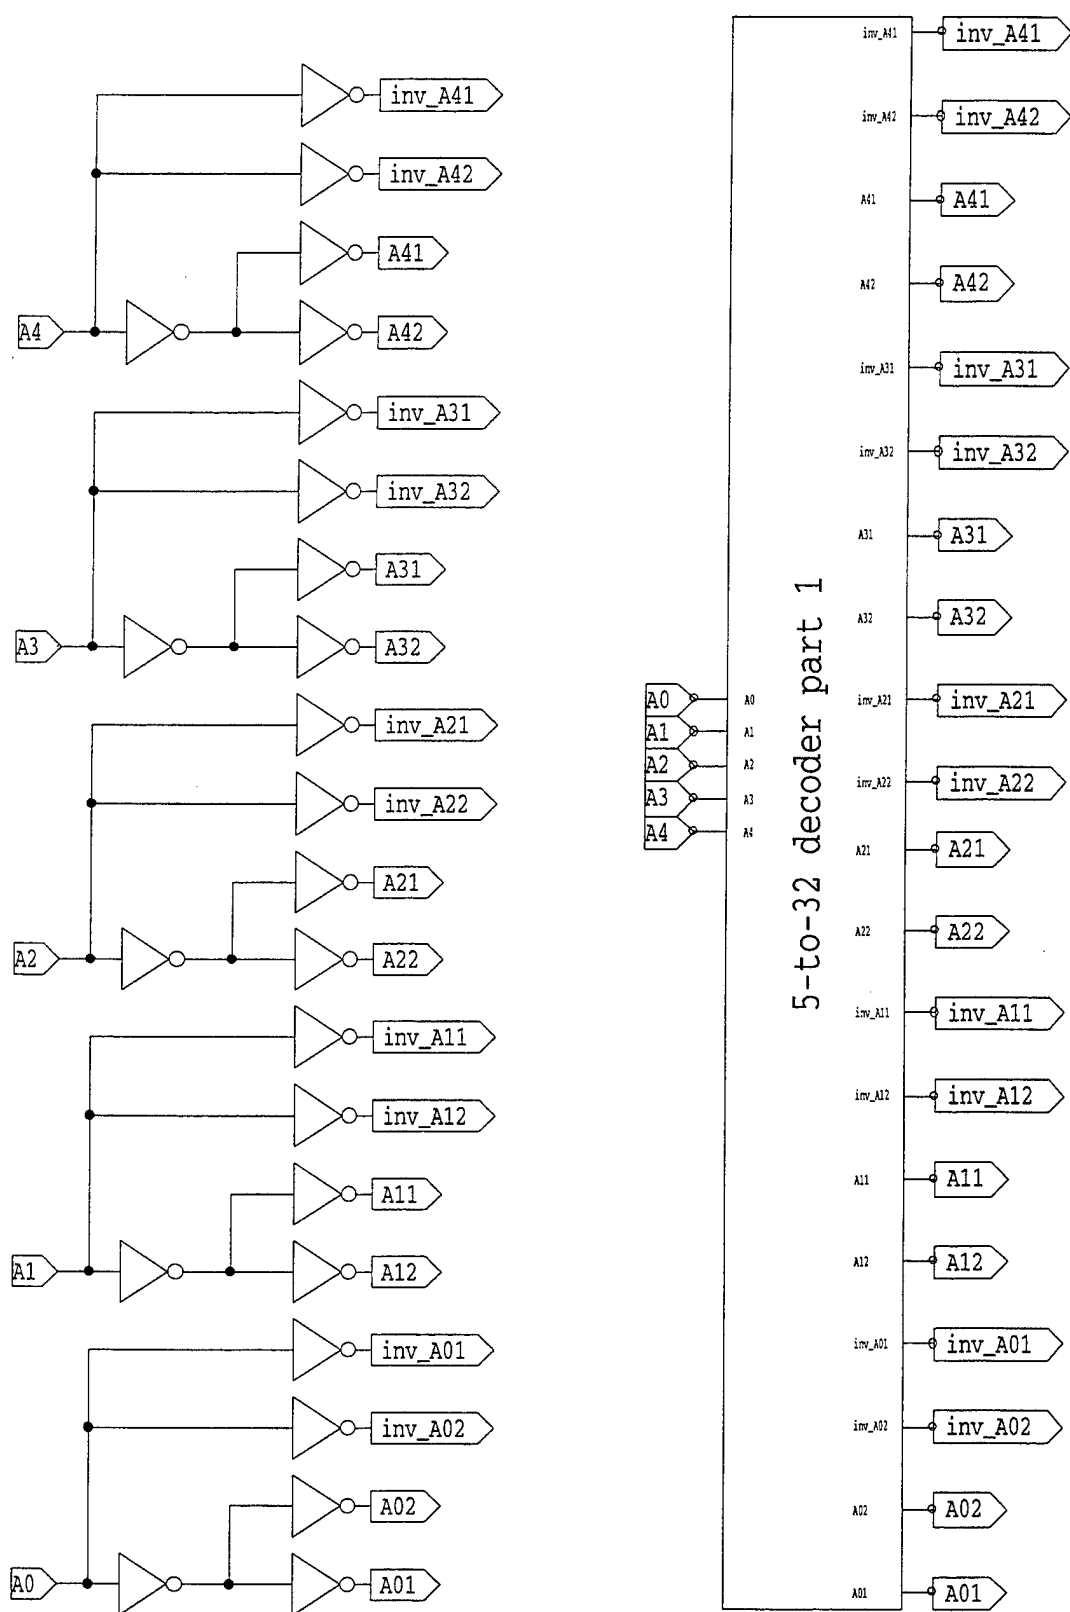 inv_A41
inv_A42
A41
A4
A42
inv_A31
inv_A32
A31
A3
A32
inv_A21
inv_A22
A21
A2
A22
inv_A11
inv_A12
A11
A1
A12
inv_A01
inv_A02
A02
A0
A01
5-to-32 decoder part 1
A0 A0
A1 A1
A2 A2
A3 A3
A4 A4
inv_A41 inv_A41
inv_A42 inv_A42
A41 A41
A42 A42
inv_A31 inv_A31
inv_A32 inv_A32
A31 A31
A32 A32
inv_A21 inv_A21
inv_A22 inv_A22
A21 A21
A22 A22
inv_A11 inv_A11
inv_A12 inv_A12
A11 A11
A12 A12
inv_A01 inv_A01
inv_A02 inv_A02
A02 A02
A01 A01